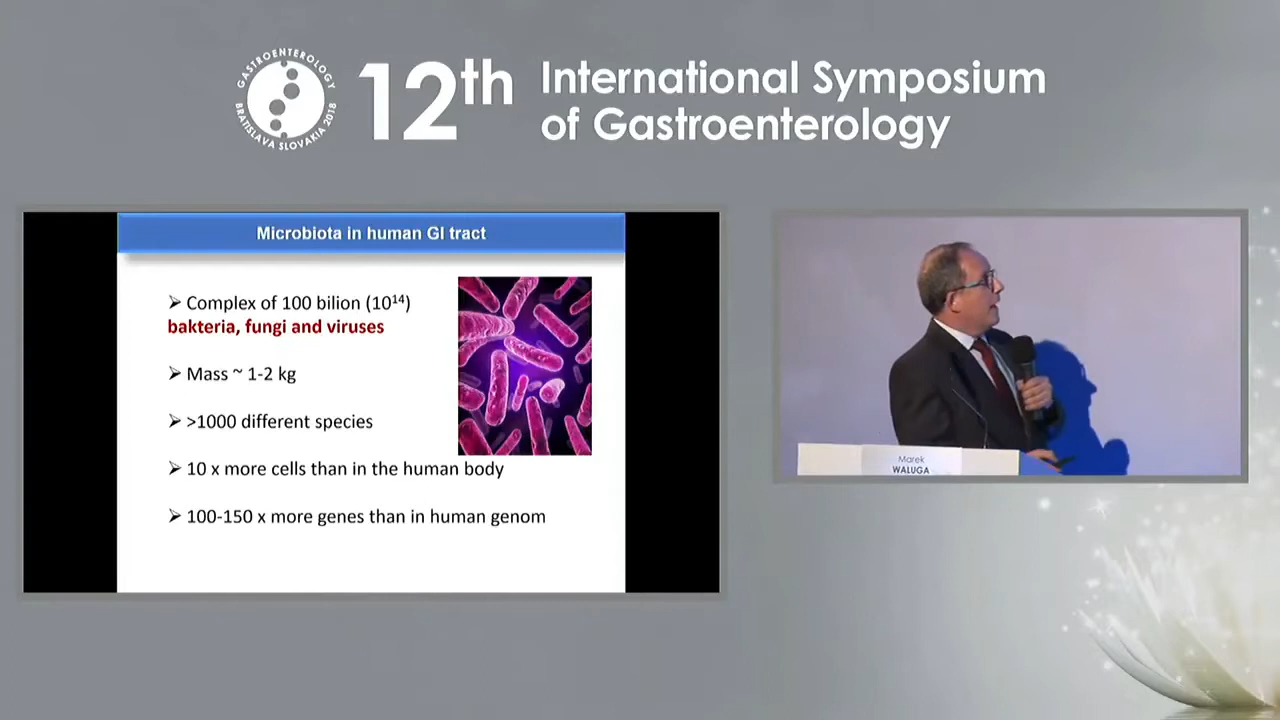 GASTROENTEROLOGY
BRATISLAVA SLOVAKIA 2018
12th
International Symposium
of Gastroenterology
Microbiota in human GI tract
➢ Complex of 100 bilion (10¹⁴)
bakteria, fungi and viruses
➢ Mass ~ 1-2 kg
➢ >1000 different species
➢ 10 x more cells than in the human body
➢ 100-150 x more genes than in human genom
Marek
WALUGA